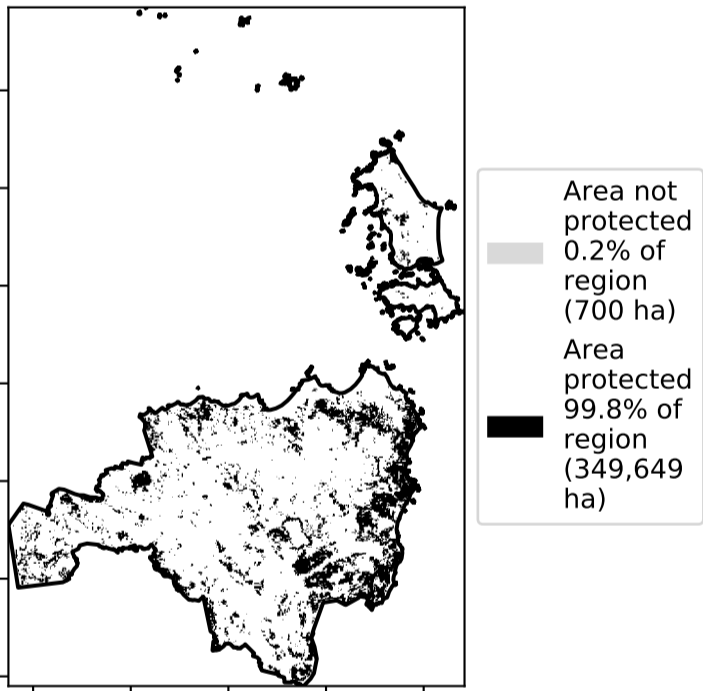 Area not
protected
0.2% of
region
(700 ha)
Area
protected
99.8% of
region
(349,649
ha)